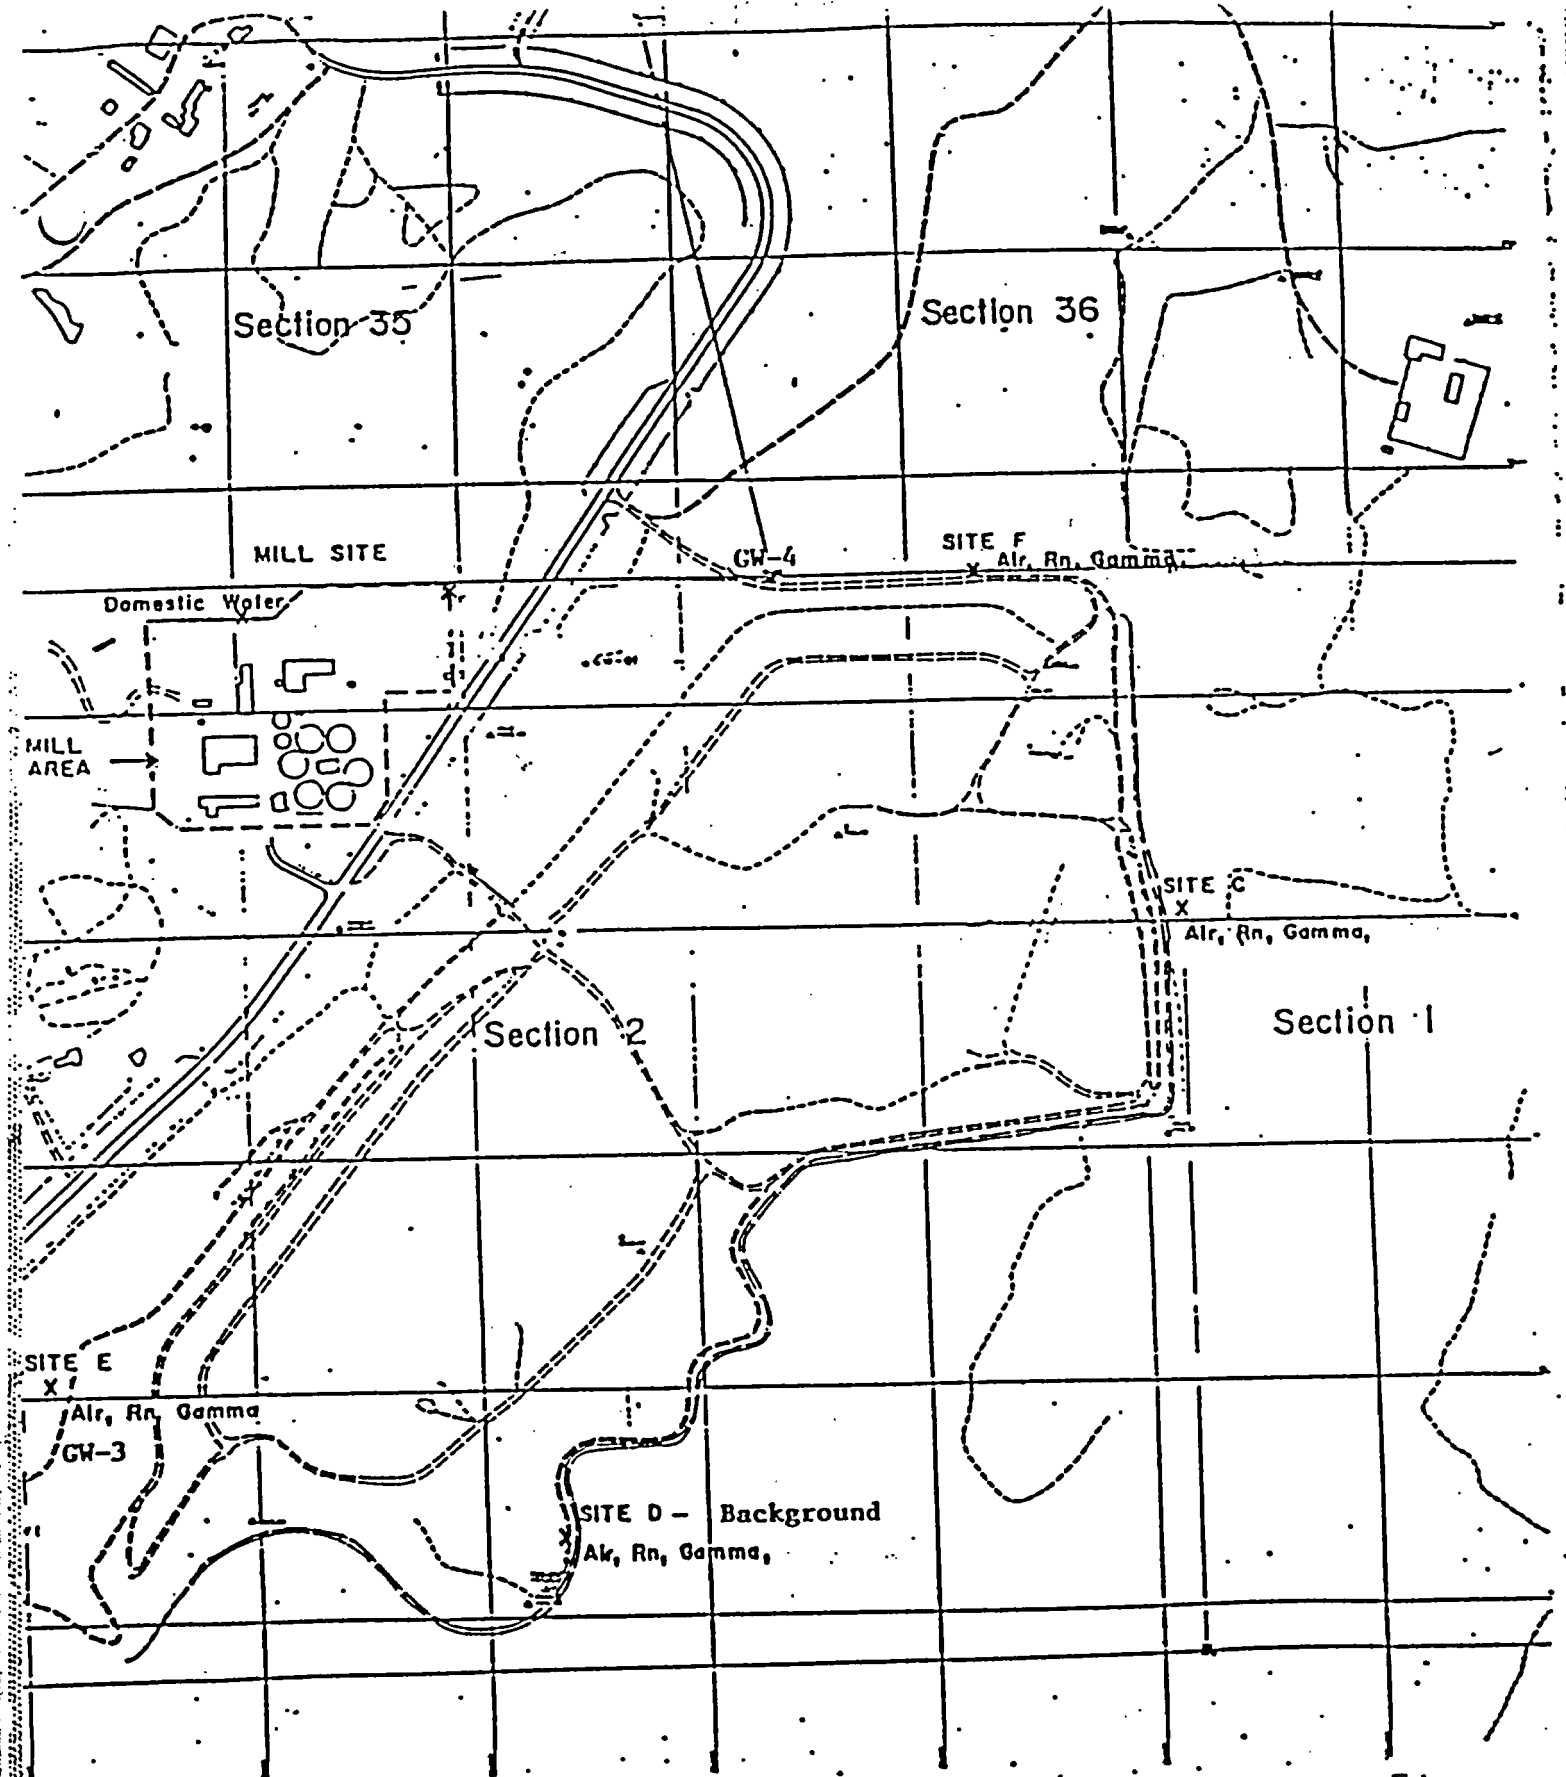 Section 35
Section 36
MILL SITE
GW-4
SITE F
Air, Rn, Gamma,
Domestic Water
MILL
AREA
SITE C
Air, Rn, Gamma,
Section 2
Section 1
SITE E
Air, Rn Gamma
GW-3
SITE D - Background
Air, Rn, Gamma,